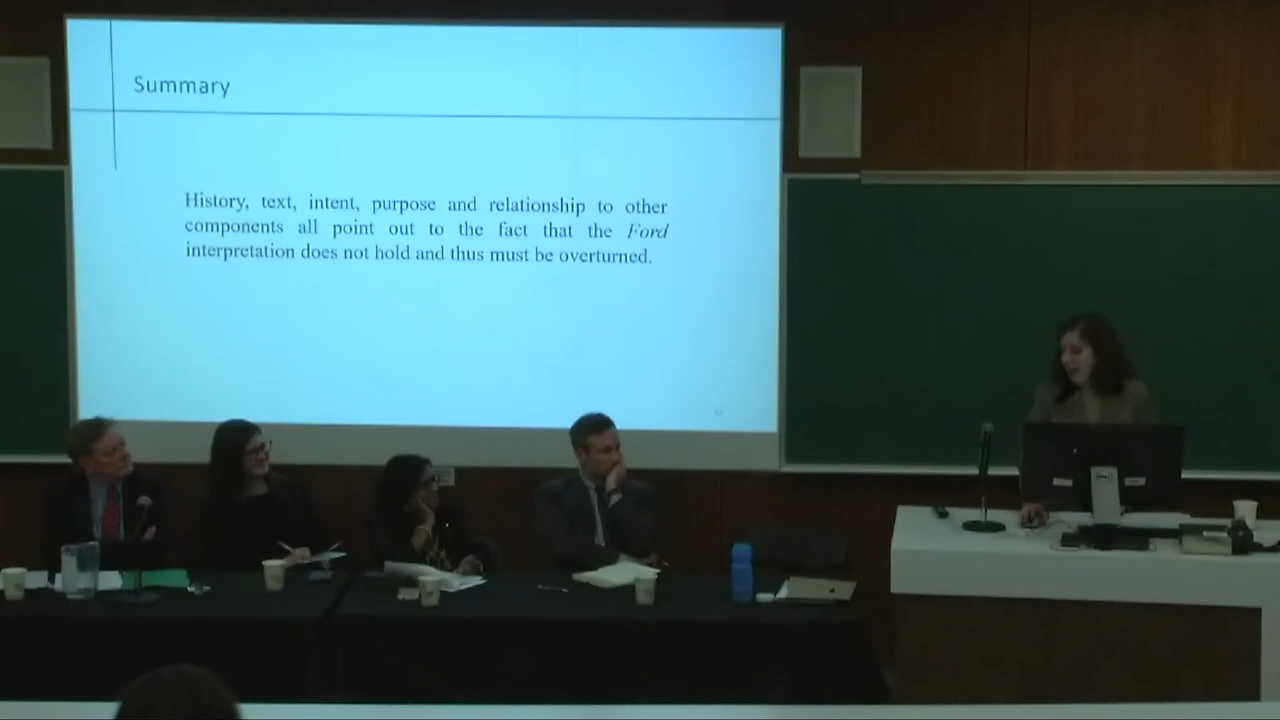 Summary
History, text, intent, purpose and relationship to other
components all point out to the fact that the Ford
interpretation does not hold and thus must be overturned.